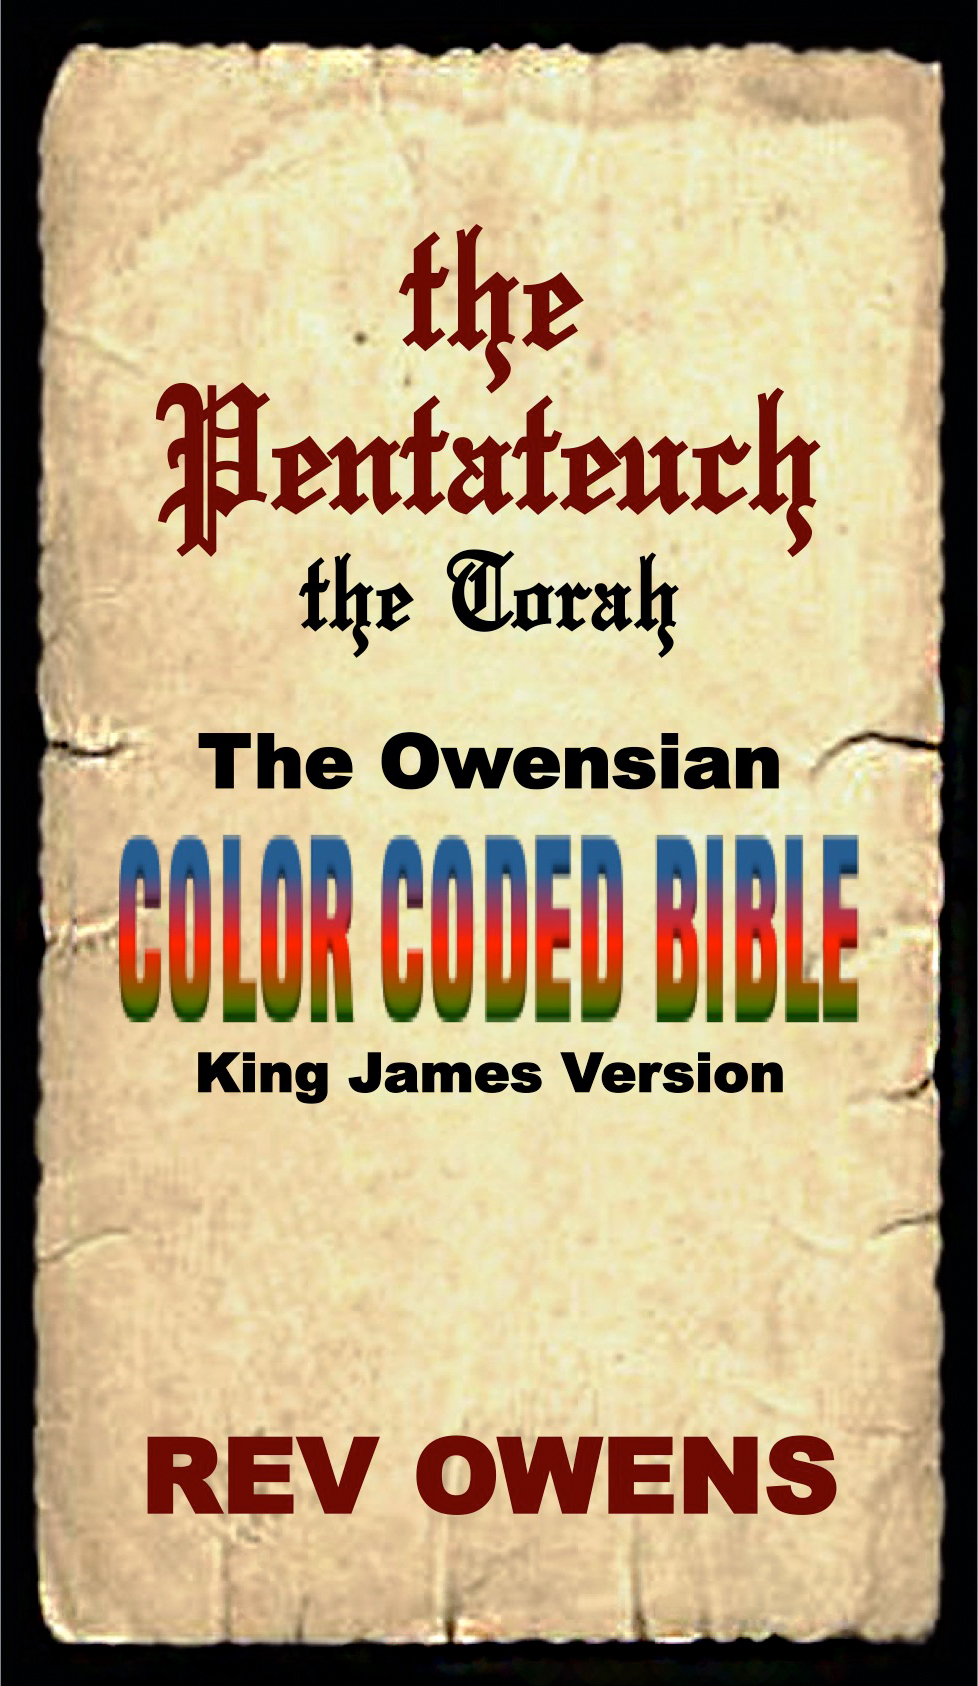 the
Pentateuch
the Torah
The Owensian
COLOR CODED BIBLE
King James Version
REV OWENS